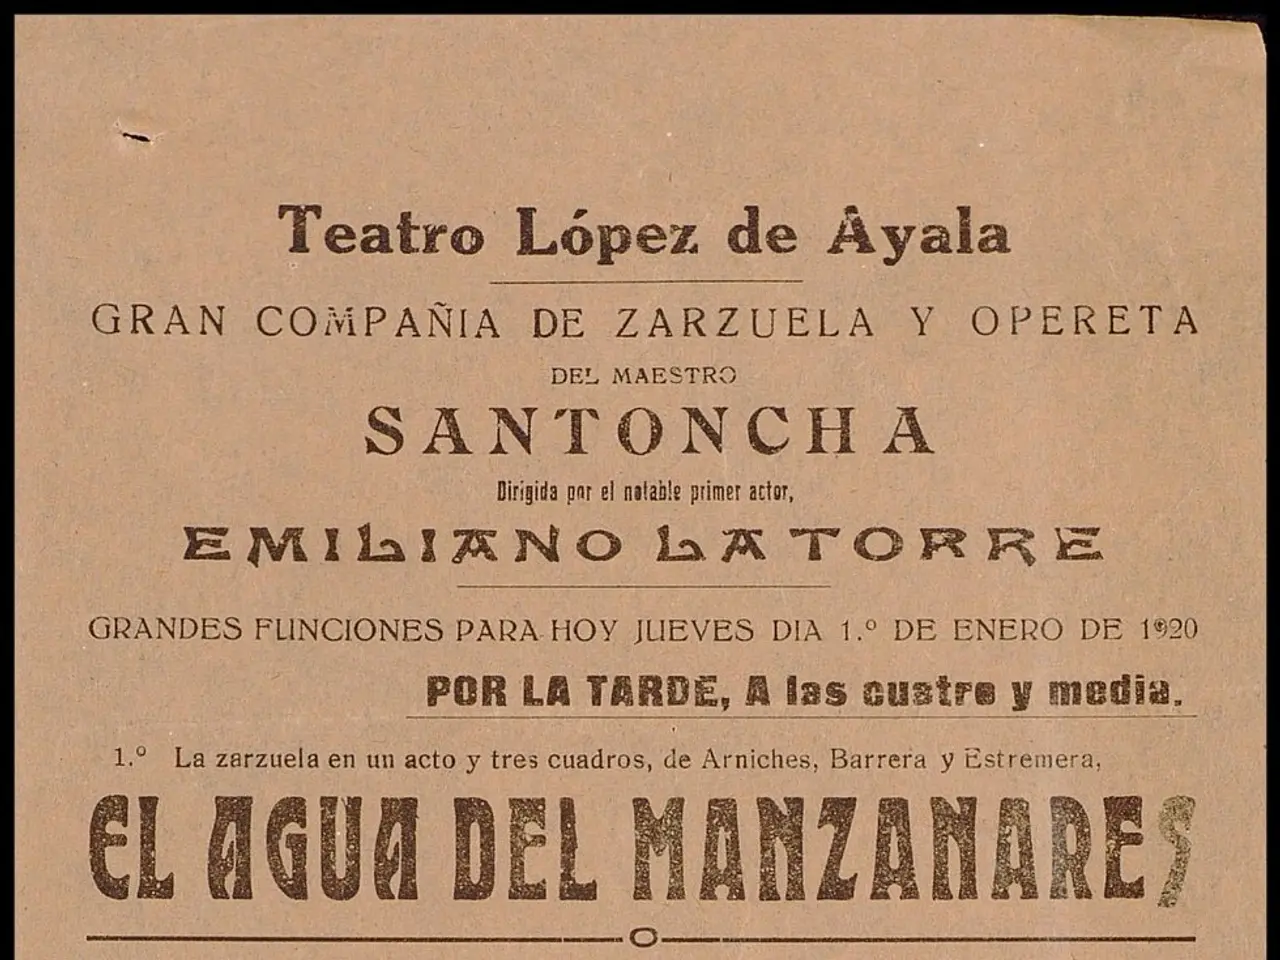 Teatro López de Ayala
GRAN COMPAÑIA DE ZARZUELA Y OPERETA
DEL MAESTRO
SANTONCHA
Dirigida por el notable primer actor,
EMILIANO LATORRE
GRANDES FUNCIONES PARA HOY JUEVES DIA 1.º DE ENERO DE 1920
POR LA TARDE, A las cuatro y media.
1.º La zarzuela en un acto y tres cuadros, de Arniches, Barrera y Estremera,
EL AGUA DEL MANZANARES